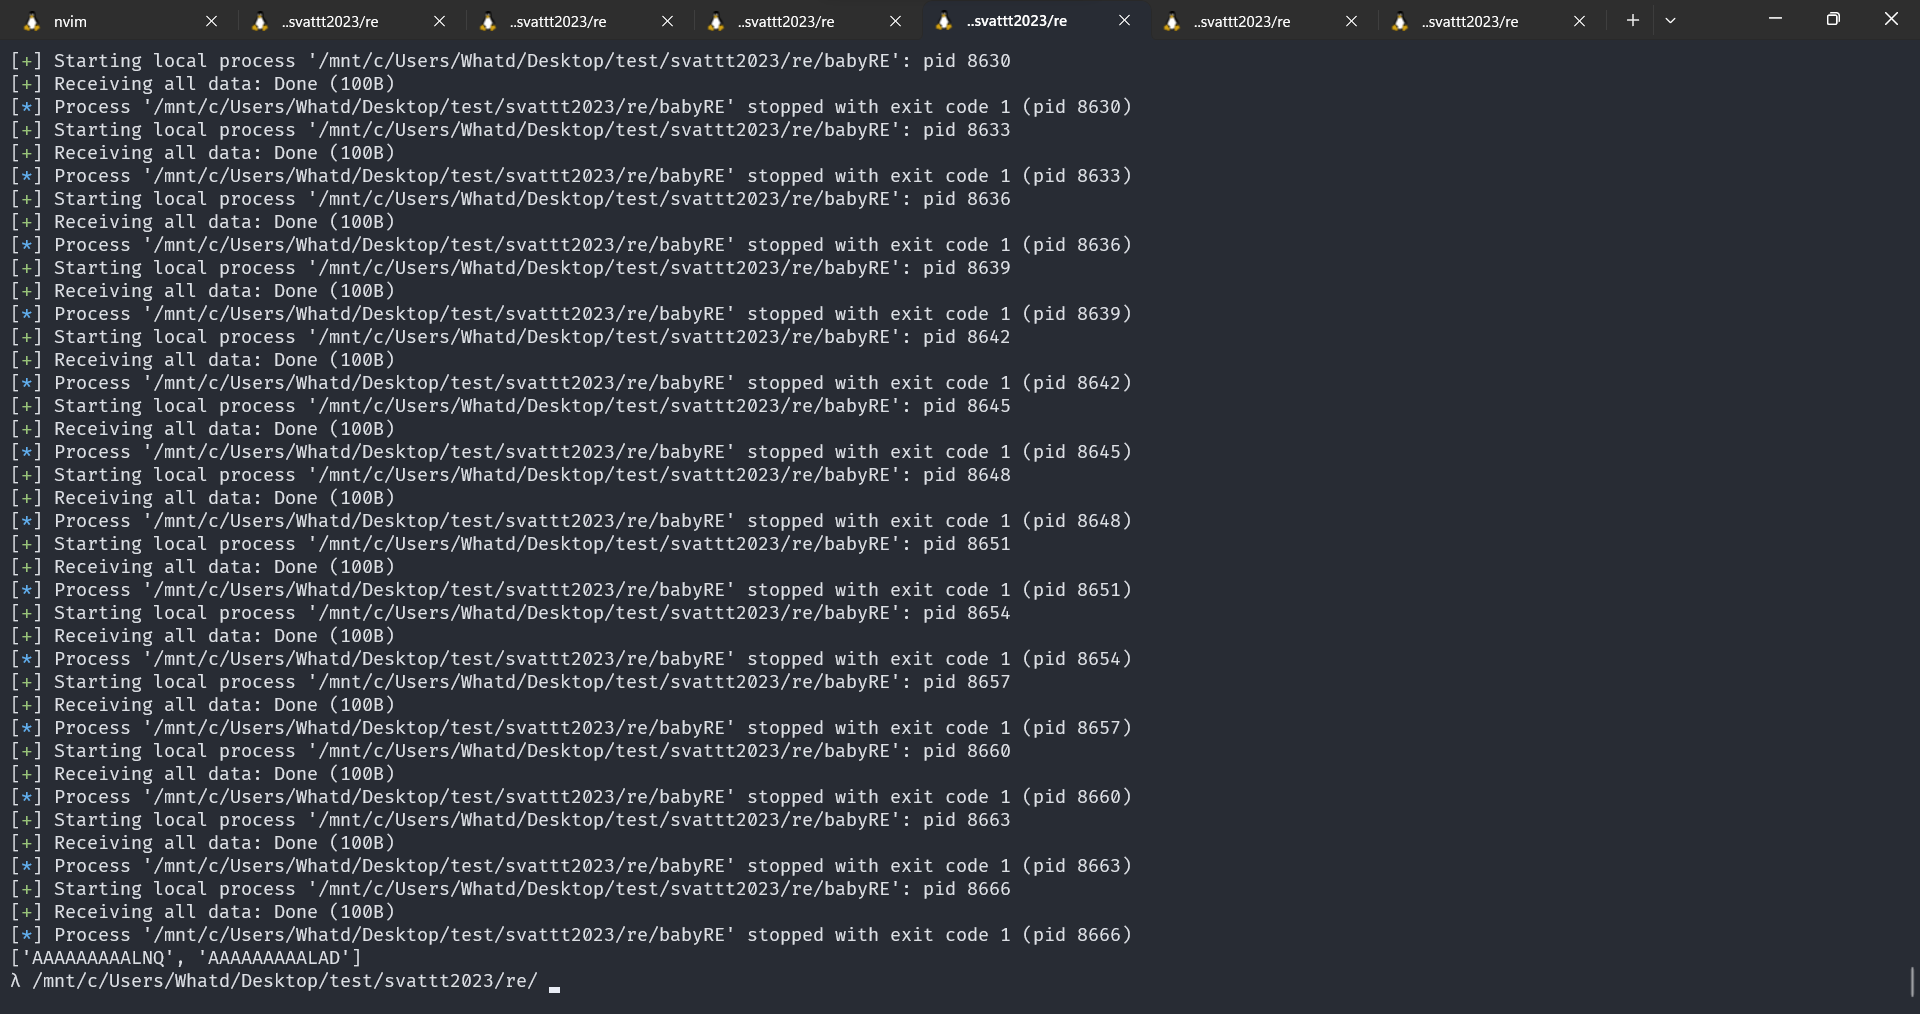 nvim
..svattt2023/re
..svattt2023/re
..svattt2023/re
..svattt2023/re
..svattt2023/re
..svattt2023/re
[+] Starting local process '/mnt/c/Users/Whatd/Desktop/test/svattt2023/re/babyRE': pid 8630
[+] Receiving all data: Done (100B)
[*] Process '/mnt/c/Users/Whatd/Desktop/test/svattt2023/re/babyRE' stopped with exit code 1 (pid 8630)
[+] Starting local process '/mnt/c/Users/Whatd/Desktop/test/svattt2023/re/babyRE': pid 8633
[+] Receiving all data: Done (100B)
[*] Process '/mnt/c/Users/Whatd/Desktop/test/svattt2023/re/babyRE' stopped with exit code 1 (pid 8633)
[+] Starting local process '/mnt/c/Users/Whatd/Desktop/test/svattt2023/re/babyRE': pid 8636
[+] Receiving all data: Done (100B)
[*] Process '/mnt/c/Users/Whatd/Desktop/test/svattt2023/re/babyRE' stopped with exit code 1 (pid 8636)
[+] Starting local process '/mnt/c/Users/Whatd/Desktop/test/svattt2023/re/babyRE': pid 8639
[+] Receiving all data: Done (100B)
[*] Process '/mnt/c/Users/Whatd/Desktop/test/svattt2023/re/babyRE' stopped with exit code 1 (pid 8639)
[+] Starting local process '/mnt/c/Users/Whatd/Desktop/test/svattt2023/re/babyRE': pid 8642
[+] Receiving all data: Done (100B)
[*] Process '/mnt/c/Users/Whatd/Desktop/test/svattt2023/re/babyRE' stopped with exit code 1 (pid 8642)
[+] Starting local process '/mnt/c/Users/Whatd/Desktop/test/svattt2023/re/babyRE': pid 8645
[+] Receiving all data: Done (100B)
[*] Process '/mnt/c/Users/Whatd/Desktop/test/svattt2023/re/babyRE' stopped with exit code 1 (pid 8645)
[+] Starting local process '/mnt/c/Users/Whatd/Desktop/test/svattt2023/re/babyRE': pid 8648
[+] Receiving all data: Done (100B)
[*] Process '/mnt/c/Users/Whatd/Desktop/test/svattt2023/re/babyRE' stopped with exit code 1 (pid 8648)
[+] Starting local process '/mnt/c/Users/Whatd/Desktop/test/svattt2023/re/babyRE': pid 8651
[+] Receiving all data: Done (100B)
[*] Process '/mnt/c/Users/Whatd/Desktop/test/svattt2023/re/babyRE' stopped with exit code 1 (pid 8651)
[+] Starting local process '/mnt/c/Users/Whatd/Desktop/test/svattt2023/re/babyRE': pid 8654
[+] Receiving all data: Done (100B)
[*] Process '/mnt/c/Users/Whatd/Desktop/test/svattt2023/re/babyRE' stopped with exit code 1 (pid 8654)
[+] Starting local process '/mnt/c/Users/Whatd/Desktop/test/svattt2023/re/babyRE': pid 8657
[+] Receiving all data: Done (100B)
[*] Process '/mnt/c/Users/Whatd/Desktop/test/svattt2023/re/babyRE' stopped with exit code 1 (pid 8657)
[+] Starting local process '/mnt/c/Users/Whatd/Desktop/test/svattt2023/re/babyRE': pid 8660
[+] Receiving all data: Done (100B)
[*] Process '/mnt/c/Users/Whatd/Desktop/test/svattt2023/re/babyRE' stopped with exit code 1 (pid 8660)
[+] Starting local process '/mnt/c/Users/Whatd/Desktop/test/svattt2023/re/babyRE': pid 8663
[+] Receiving all data: Done (100B)
[*] Process '/mnt/c/Users/Whatd/Desktop/test/svattt2023/re/babyRE' stopped with exit code 1 (pid 8663)
[+] Starting local process '/mnt/c/Users/Whatd/Desktop/test/svattt2023/re/babyRE': pid 8666
[+] Receiving all data: Done (100B)
[*] Process '/mnt/c/Users/Whatd/Desktop/test/svattt2023/re/babyRE' stopped with exit code 1 (pid 8666)
['AAAAAAAAALNQ', 'AAAAAAAAALAD']
λ /mnt/c/Users/Whatd/Desktop/test/svattt2023/re/